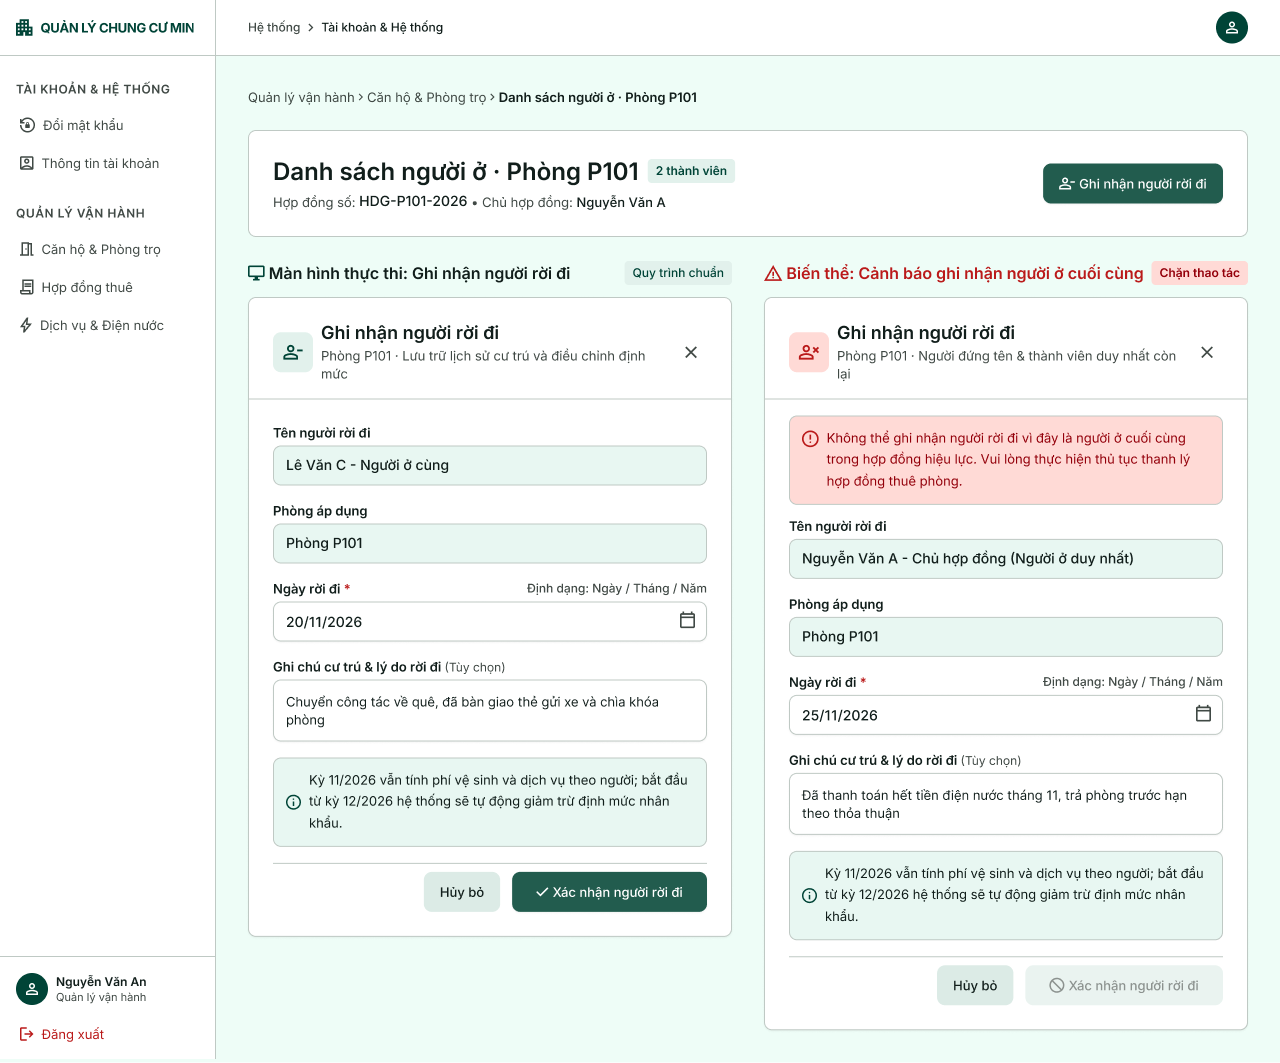 QUẢN LÝ CHUNG CƯ MINI
Hệ thống > Tài khoản & Hệ thống
TÀI KHOẢN & HỆ THỐNG
Đổi mật khẩu
Thông tin tài khoản
QUẢN LÝ VẬN HÀNH
Căn hộ & Phòng trọ
Hợp đồng thuê
Dịch vụ & Điện nước
Nguyễn Văn An
Quản lý vận hành
Đăng xuất
Quản lý vận hành > Căn hộ & Phòng trọ > Danh sách người ở · Phòng P101
Danh sách người ở · Phòng P101 2 thành viên
Hợp đồng số: HDG-P101-2026 • Chủ hợp đồng: Nguyễn Văn A
Ghi nhận người rời đi
Màn hình thực thi: Ghi nhận người rời đi Quy trình chuẩn
Ghi nhận người rời đi
Phòng P101 · Lưu trữ lịch sử cư trú và điều chỉnh định
mức
Tên người rời đi
Lê Văn C - Người ở cùng
Phòng áp dụng
Phòng P101
Ngày rời đi * Định dạng: Ngày / Tháng / Năm
20/11/2026
Ghi chú cư trú & lý do rời đi (Tùy chọn)
Chuyển công tác về quê, đã bàn giao thẻ gửi xe và chìa khóa
phòng
Kỳ 11/2026 vẫn tính phí vệ sinh và dịch vụ theo người; bắt đầu
từ kỳ 12/2026 hệ thống sẽ tự động giảm trừ định mức nhân
khẩu.
Hủy bỏ Xác nhận người rời đi
Biến thể: Cảnh báo ghi nhận người ở cuối cùng Chặn thao tác
Ghi nhận người rời đi
Phòng P101 · Người đứng tên & thành viên duy nhất còn
lại
Không thể ghi nhận người rời đi vì đây là người ở cuối cùng
trong hợp đồng hiệu lực. Vui lòng thực hiện thủ tục thanh lý
hợp đồng thuê phòng.
Tên người rời đi
Nguyễn Văn A - Chủ hợp đồng (Người ở duy nhất)
Phòng áp dụng
Phòng P101
Ngày rời đi * Định dạng: Ngày / Tháng / Năm
25/11/2026
Ghi chú cư trú & lý do rời đi (Tùy chọn)
Đã thanh toán hết tiền điện nước tháng 11, trả phòng trước hạn
theo thỏa thuận
Kỳ 11/2026 vẫn tính phí vệ sinh và dịch vụ theo người; bắt đầu
từ kỳ 12/2026 hệ thống sẽ tự động giảm trừ định mức nhân
khẩu.
Hủy bỏ Xác nhận người rời đi